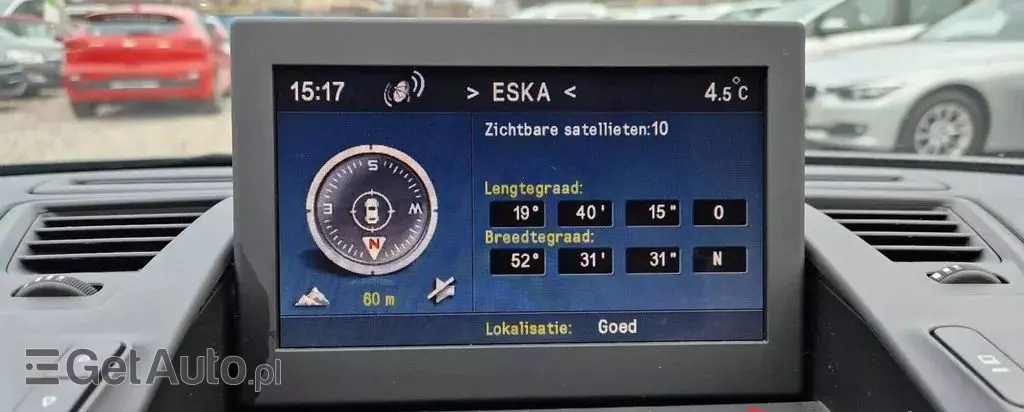 15:17 > ESKA < 4.5°C
Zichtbare satellieten:10
S
E W
N
Lengtegraad:
19° 40' 15" O
Breedtegraad:
52° 31' 31" N
60 m
Lokalisatie: Goed
GetAuto.pl